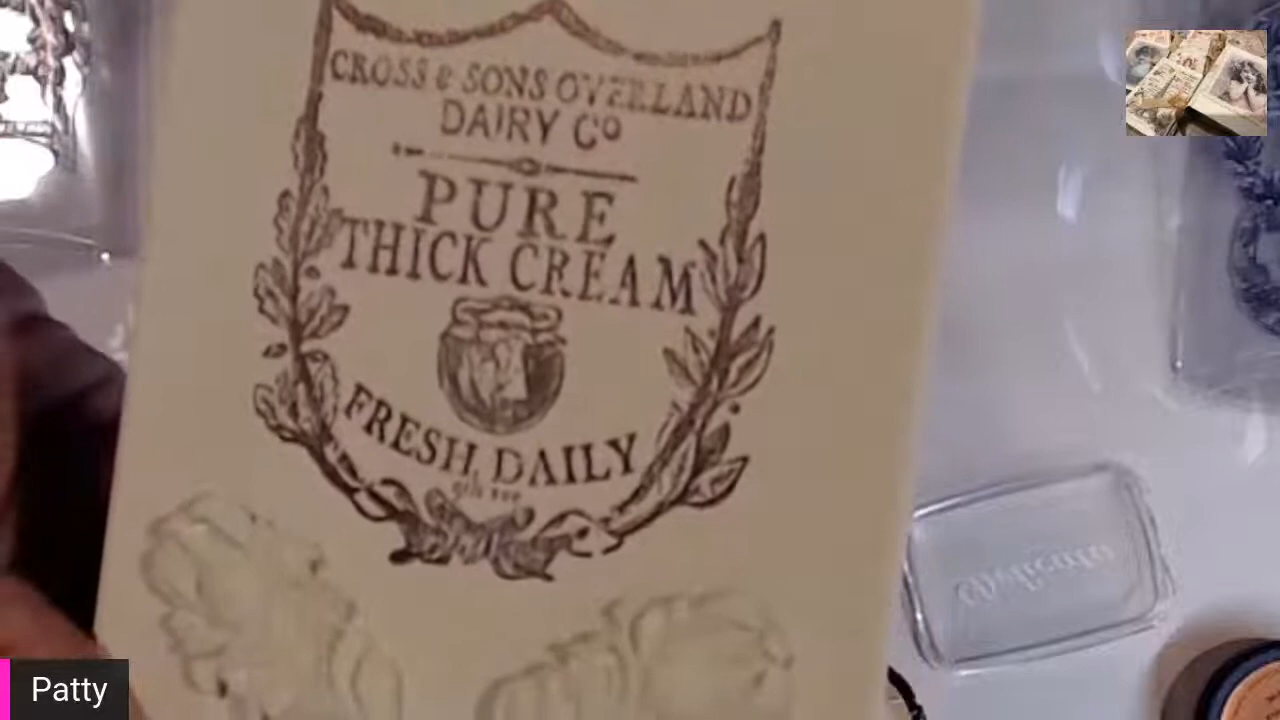 CROSS & SONS OVERLAND
DAIRY Cº
PURE
THICK CREAM
FRESH DAILY
Patty